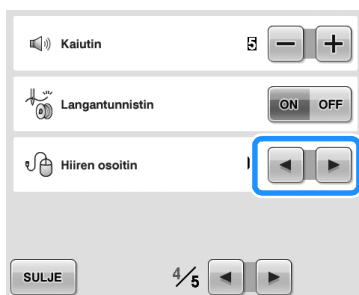 Kaiutin 5 − +
Langantunnistin ON OFF
Hiiren osoitin
SULJE 4/5